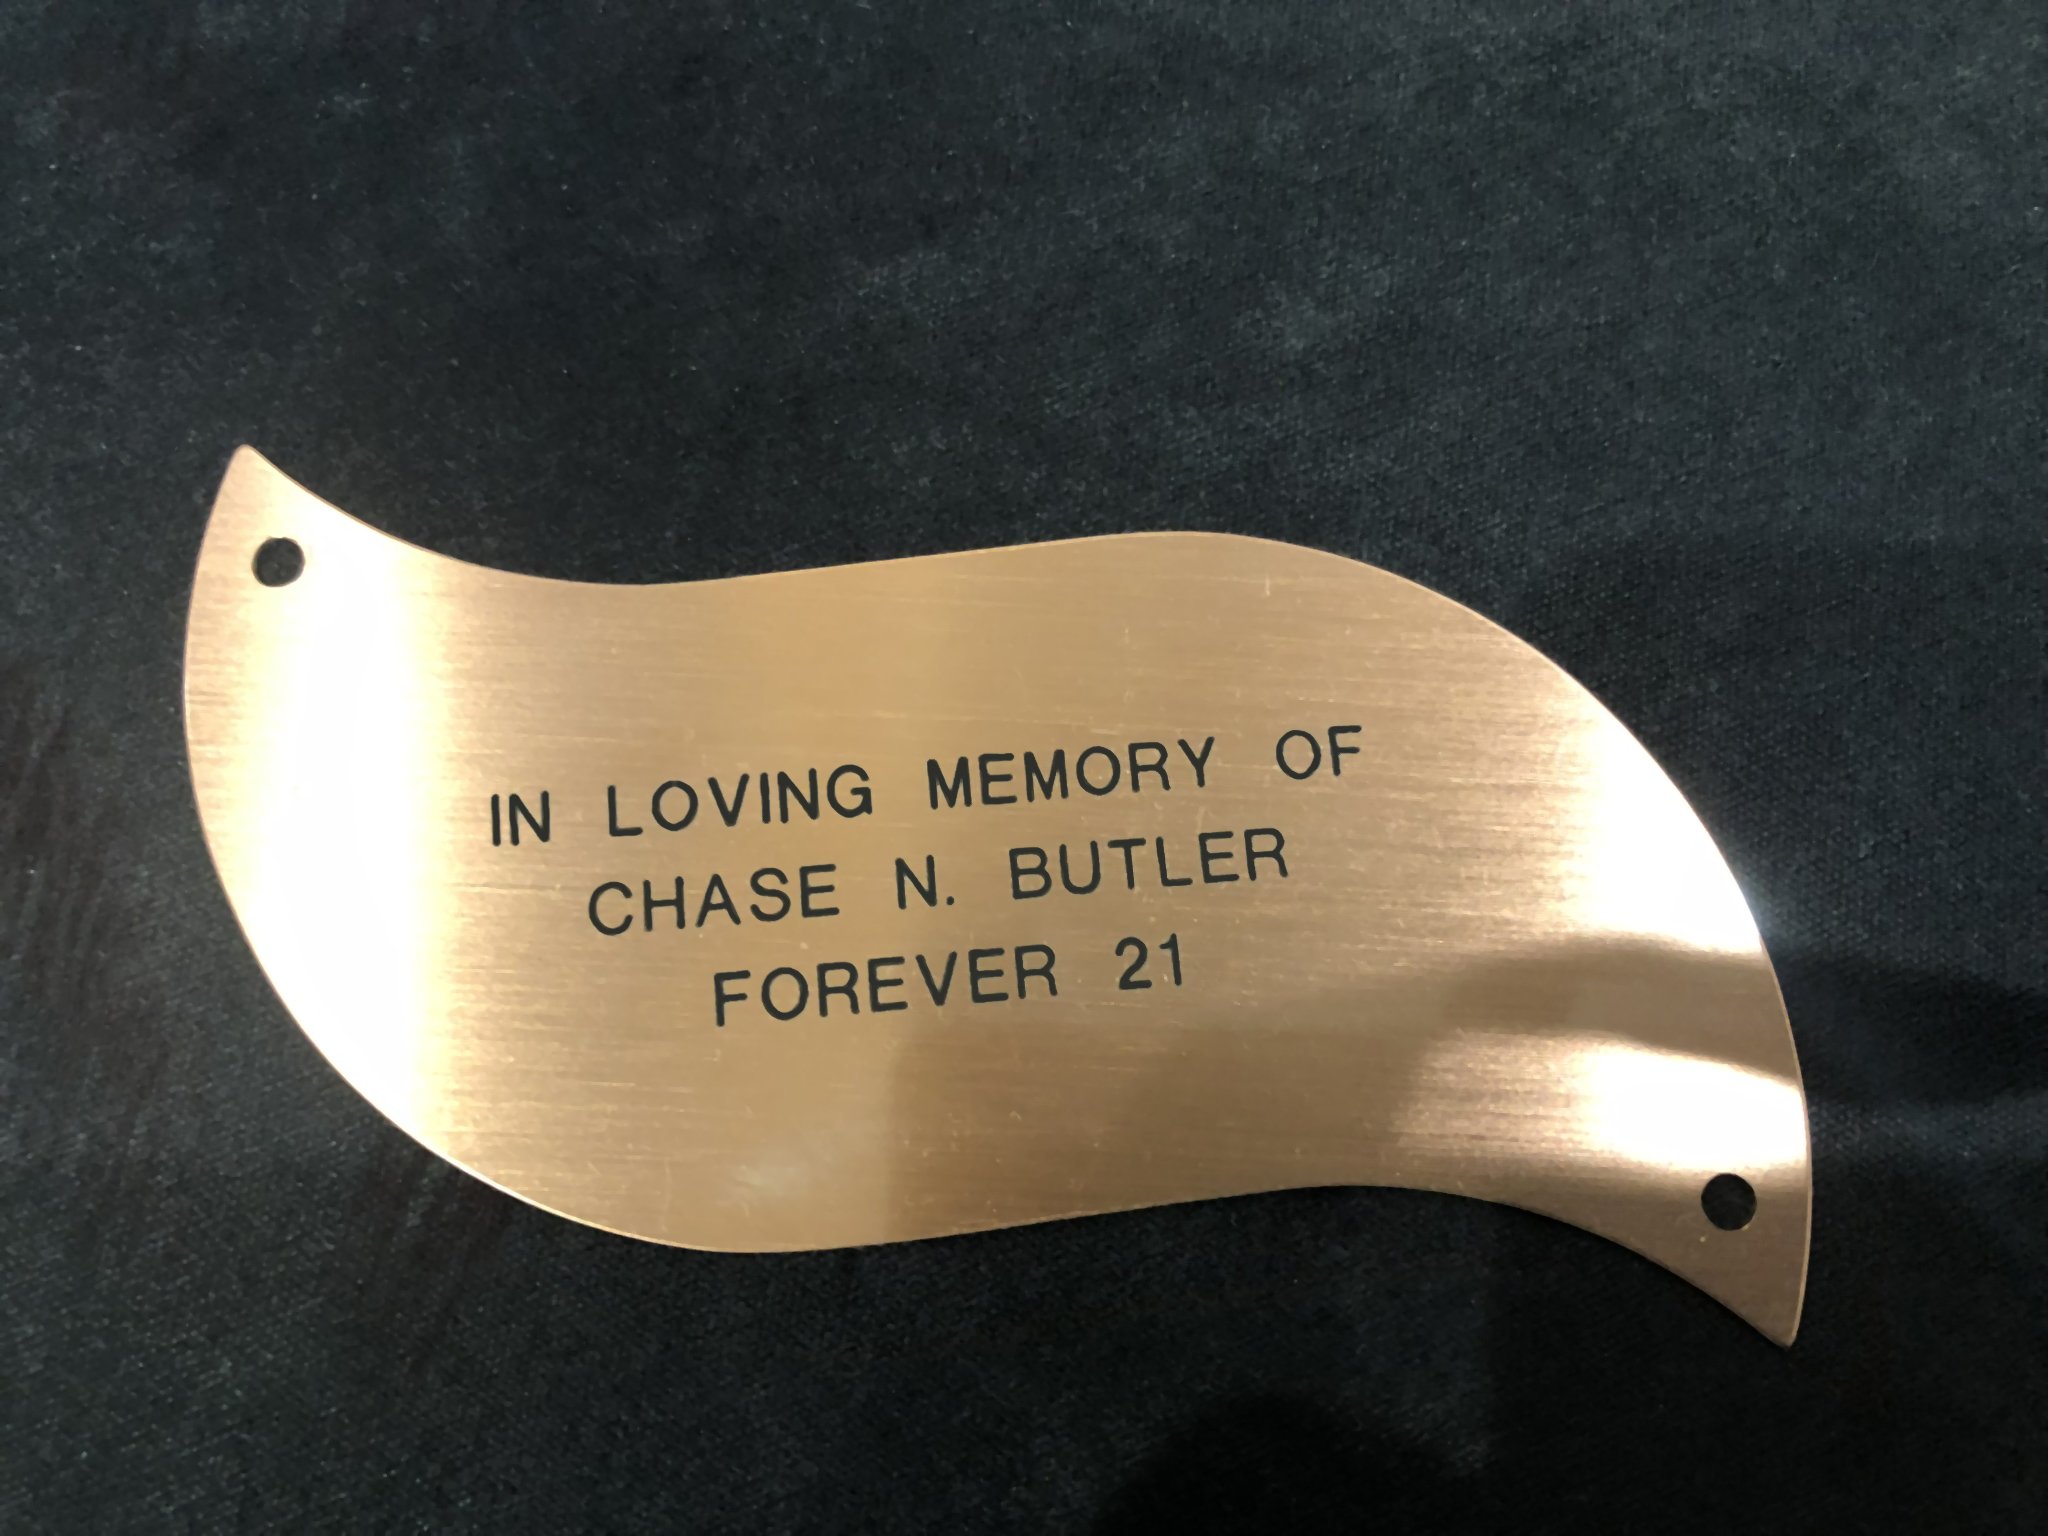 IN LOVING MEMORY OF
CHASE N. BUTLER
FOREVER 21